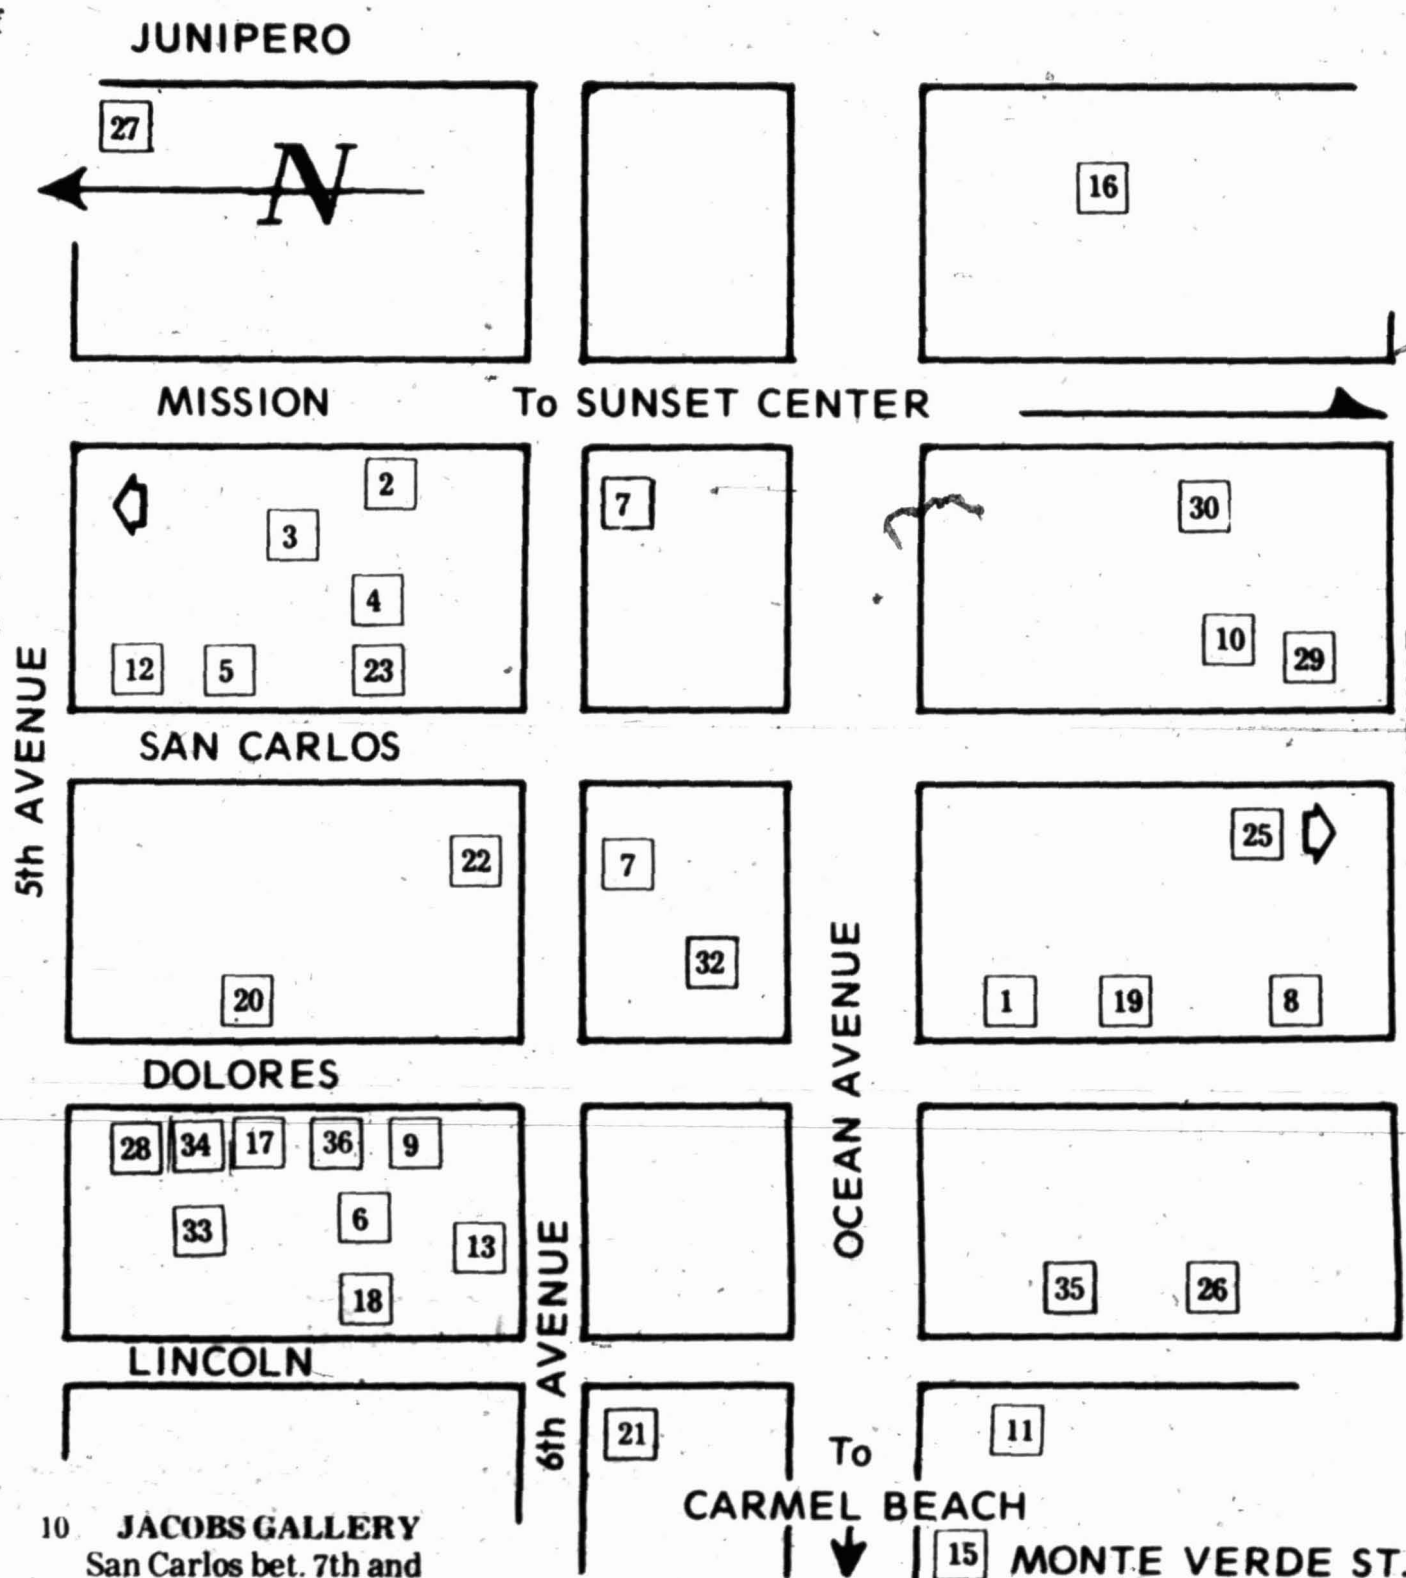 JUNIPERO
27
N
16
MISSION To SUNSET CENTER
2
7
30
3
4
10
29
12 5 23
5th AVENUE
SAN CARLOS
22
7
25
32
20
1 19 8
OCEAN AVENUE
DOLORES
28 34 17 36 9
33
6
13
18
35 26
6th AVENUE
LINCOLN
21
11
To
CARMEL BEACH
15 MONTE VERDE ST.
10 JACOBS GALLERY
San Carlos bet. 7th and